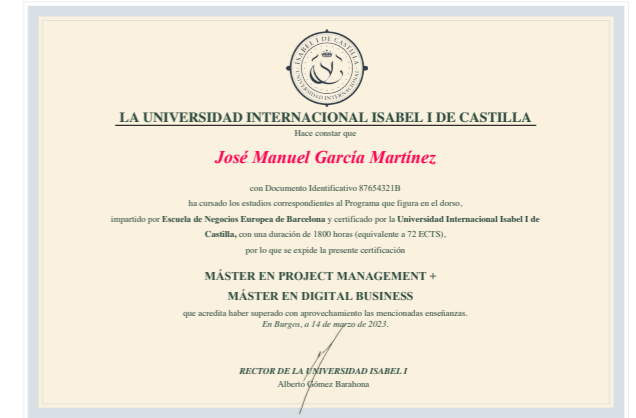 ISABEL I DE CASTILLA
UNIVERSIDAD INTERNACIONAL
LA UNIVERSIDAD INTERNACIONAL ISABEL I DE CASTILLA
Hace constar que
José Manuel García Martínez
con Documento Identificativo 87654321B
ha cursado los estudios correspondientes al Programa que figura en el dorso,
impartido por Escuela de Negocios Europea de Barcelona y certificado por la Universidad Internacional Isabel I de
Castilla, con una duración de 1800 horas (equivalente a 72 ECTS),
por lo que se expide la presente certificación
MÁSTER EN PROJECT MANAGEMENT +
MÁSTER EN DIGITAL BUSINESS
que acredita haber superado con aprovechamiento las mencionadas enseñanzas.
En Burgos, a 14 de marzo de 2023.
RECTOR DE LA UNIVERSIDAD ISABEL I
Alberto Gómez Barahona